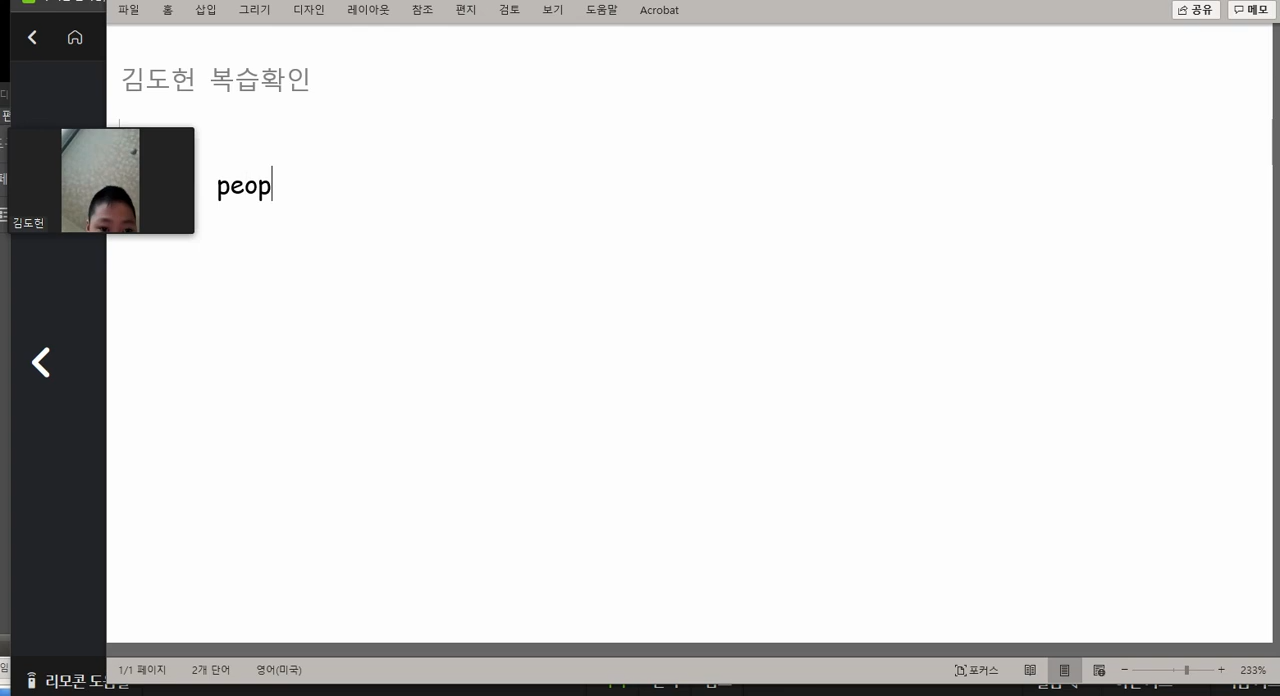 파일 홈 삽입 그리기 디자인 레이아웃 참조 편지 검토 보기 도움말 Acrobat 공유 메모
김도헌 복습확인
peop
김도헌
1/1 페이지 2개 단어 영어(미국) 포커스 233%
리모콘 도움말